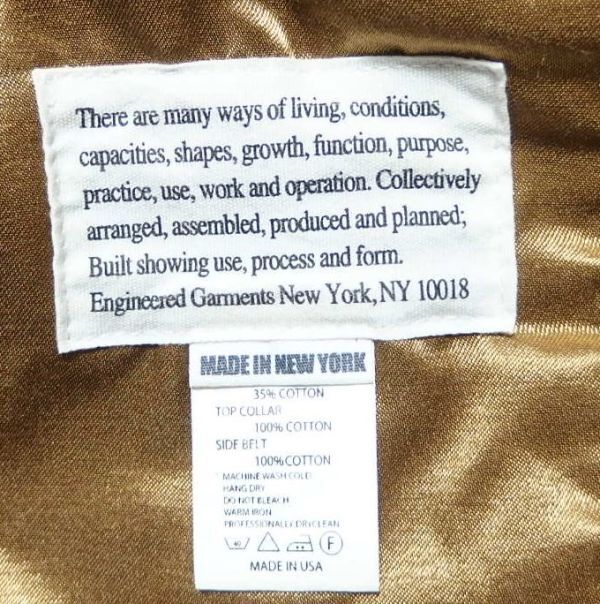 There are many ways of living, conditions,
capacities, shapes, growth, function, purpose,
practice, use, work and operation. Collectively
arranged, assembled, produced and planned;
Built showing use, process and form.
Engineered Garments New York, NY 10018
MADE IN NEW YORK
35% COTTON
TOP COLLAR
100% COTTON
SIDE BELT
100% COTTON
MACHINE WASH COLD
HANG DRY
DO NOT BLEACH
WARM IRON
PROFESSIONALLY DRYCLEAN
40 F
MADE IN USA